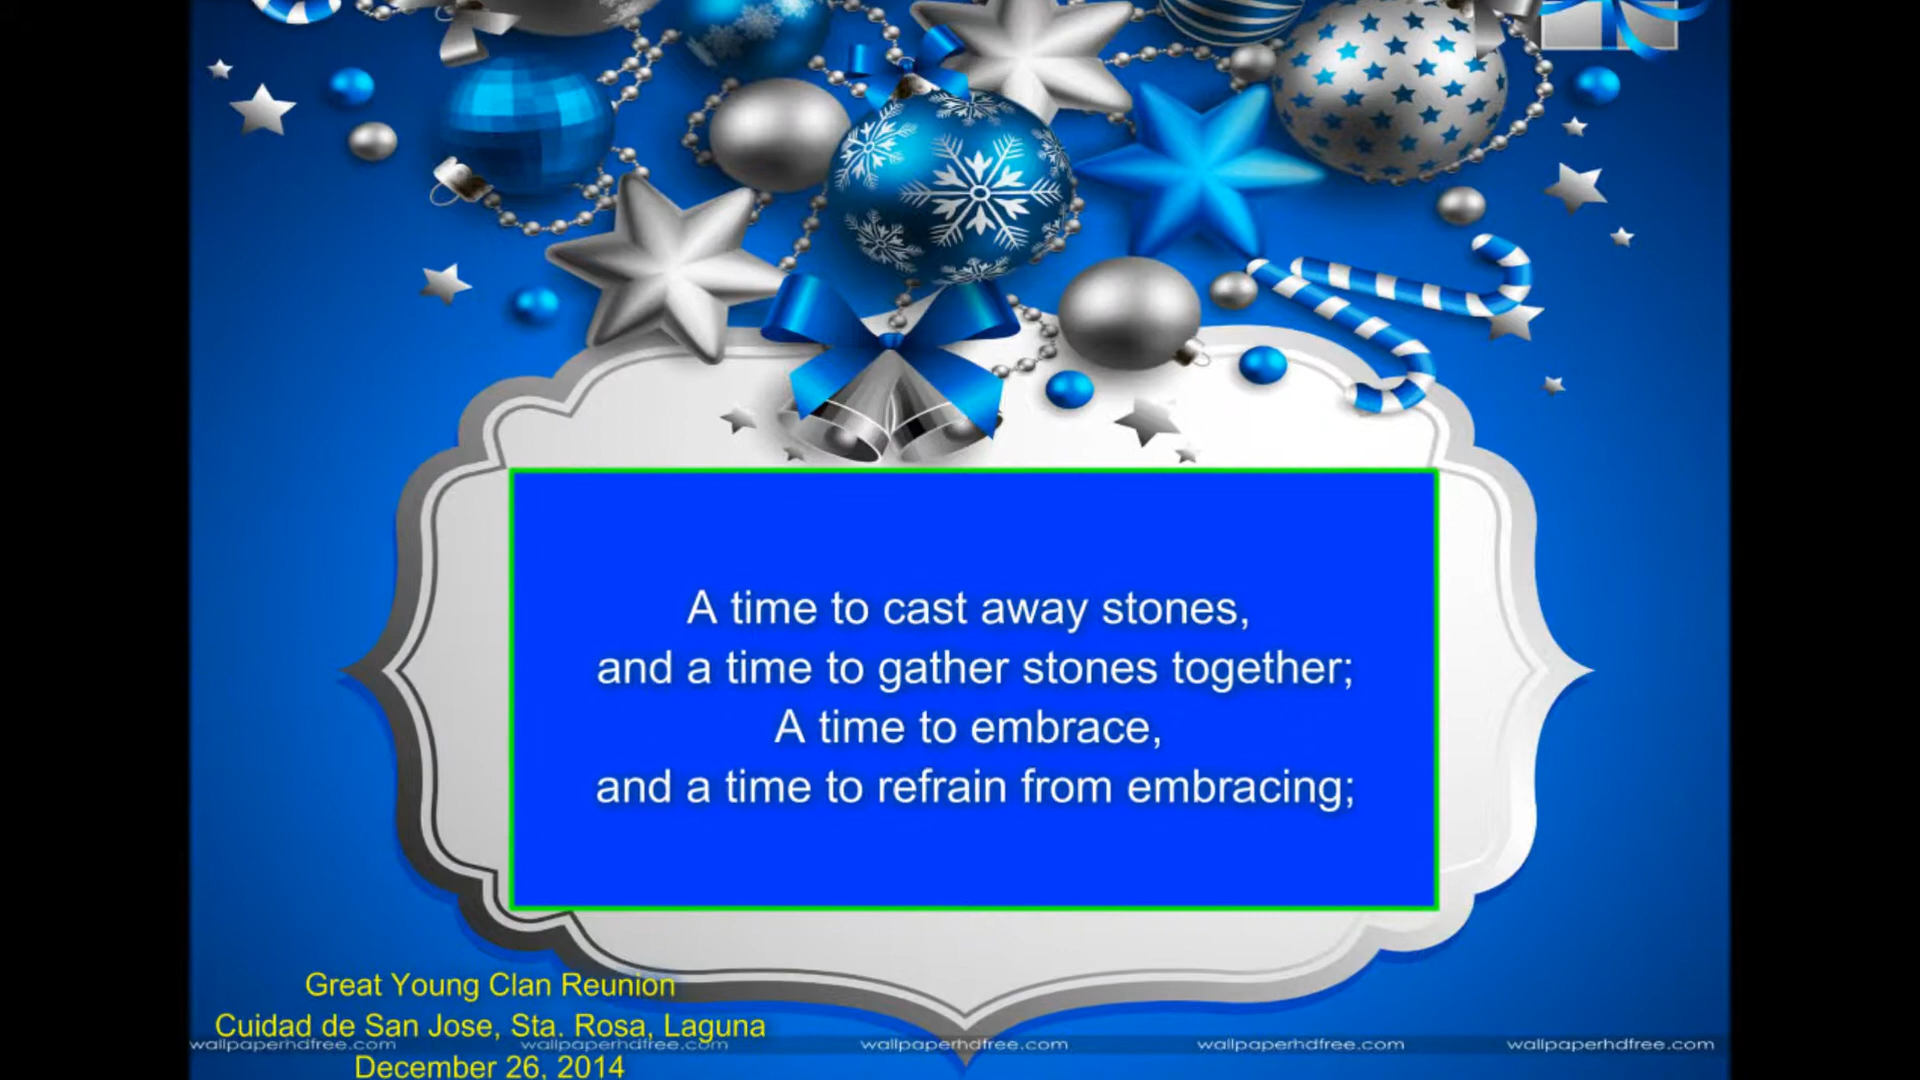 A time to cast away stones,
and a time to gather stones together;
A time to embrace,
and a time to refrain from embracing;
Great Young Clan Reunion
Cuidad de San Jose, Sta. Rosa, Laguna
wallpaperhdfree.com wallpaperhdfree.com wallpaperhdfree.com wallpaperhdfree.com wallpaperhdfree.com
December 26, 2014